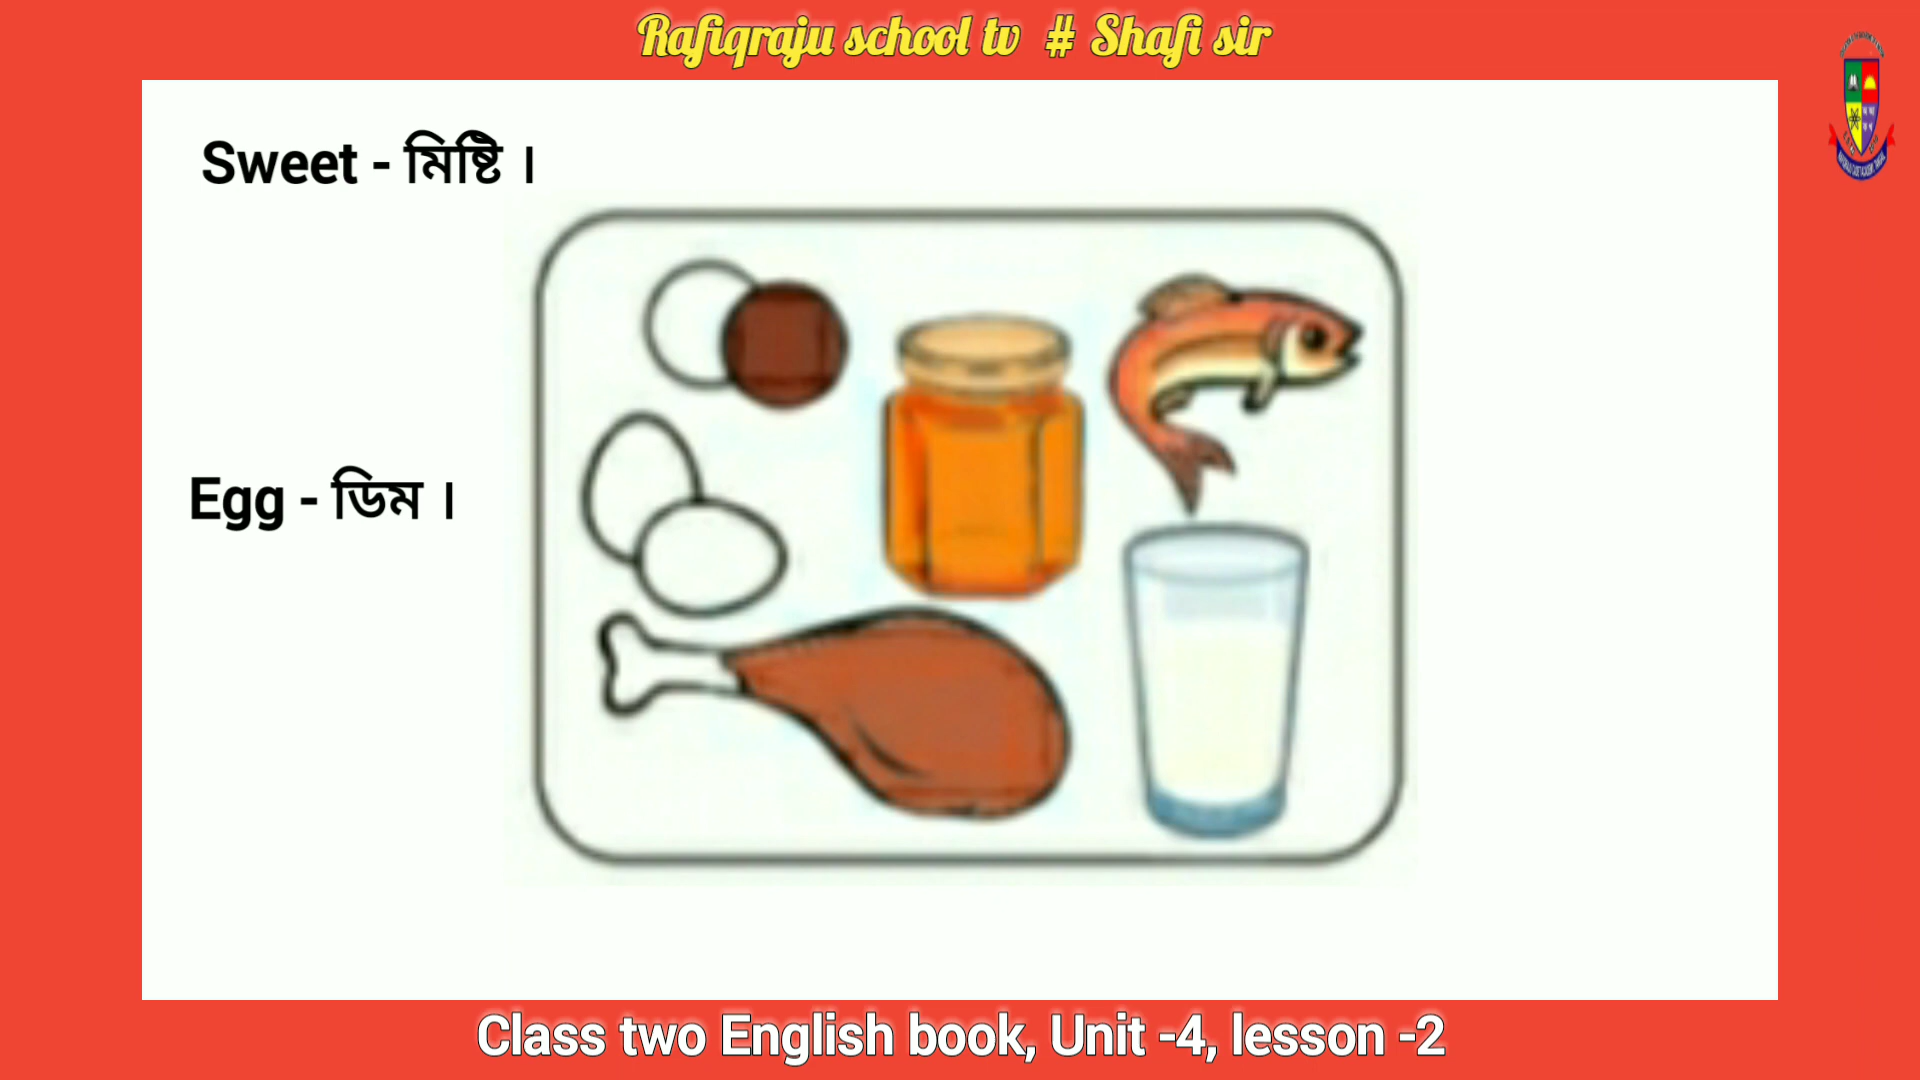 Rafiqraju school tv # Shafi sir
Sweet - মিষ্টি ।
Egg - ডিম ।
Class two English book, Unit -4, lesson -2